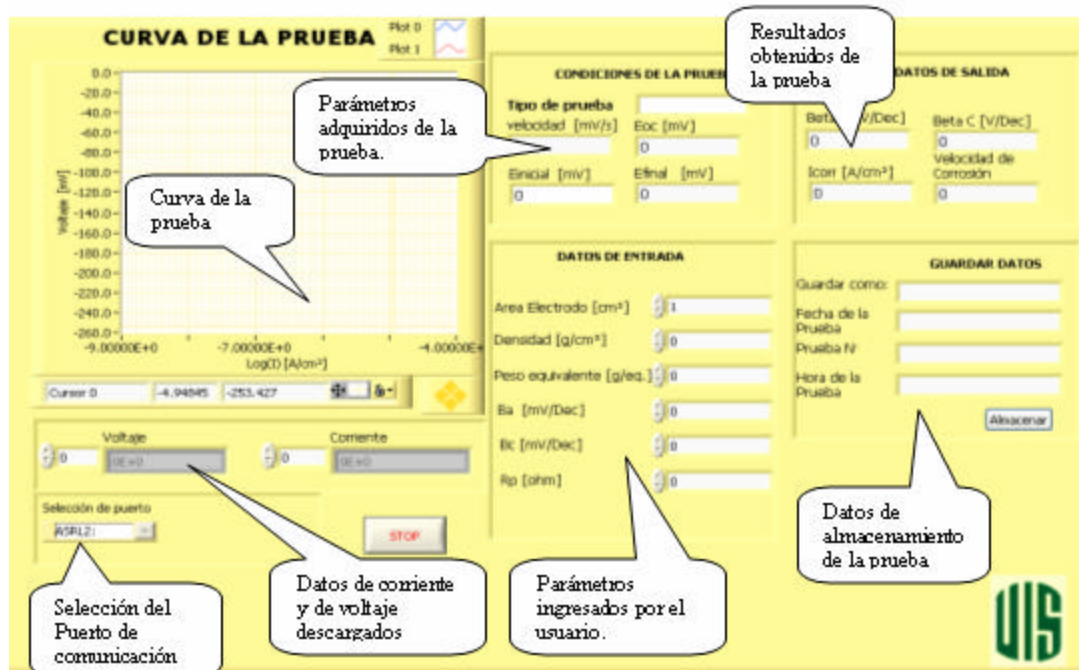 CURVA DE LA PRUEBA
Plot 0
Plot 1
0.0
-20.0
-40.0
-60.0
-80.0
-100.0
-120.0
-140.0
-160.0
-180.0
-200.0
-220.0
-240.0
-260.0
Voltaje [mV]
-9.00000E+0
-7.00000E+0
-4.00000E+
Log(I) [A/cm²]
Curva de la
prueba
Cursor 0
-4.94845
-253.427
Voltaje
0
0E+0
Corriente
0
0E+0
Selección de puerto
ASRL2:
STOP
Selección del
Puerto de
comunicación
Datos de corriente
y de voltaje
descargados
CONDICIONES DE LA PRUEB
Tipo de prueba
velocidad [mV/s]
Eoc [mV]
0
Einicial [mV]
Efinal [mV]
0
0
Parámetros
adquiridos de la
prueba.
DATOS DE ENTRADA
Area Electrodo [cm²]
1
Densidad [g/cm³]
0
Peso equivalente [g/eq.]
0
Ba [mV/Dec]
0
Bc [mV/Dec]
0
Rp [ohm]
0
Parámetros
ingresados por el
usuario.
Resultados
obtenidos de
la prueba
DATOS DE SALIDA
Beta /Dec]
0
Beta C [V/Dec]
0
Icorr [A/cm²]
0
Velocidad de
Corrosión
0
GUARDAR DATOS
Guardar como:
Fecha de la
Prueba
Prueba Nº
Hora de la
Prueba
Almacenar
Datos de
almacenamiento
de la prueba
UIS